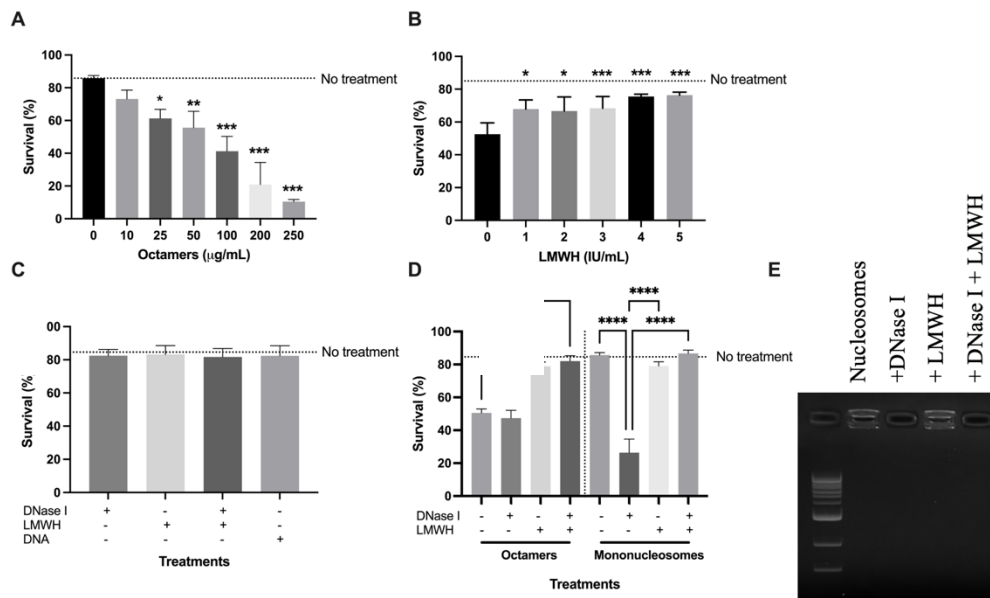 A
100
80
60
40
20
0
Survival (%)
No treatment
* ** *** *** ***
0 10 25 50 100 200 250
Octamers (μg/mL)
B
100
80
60
40
20
0
Survival (%)
No treatment
* * *** *** ***
0 1 2 3 4 5
LMWH (IU/mL)
C
00
80
60
40
20
0
Survival (%
No treatment
DNase I + - + -
LMWH - + + -
DNA - - - +
Treatments
D
100
80
60
40
20
0
Survival (%)
No treatment
****
**** ****
DNase I - + - + - + - +
LMWH - - + + - - + +
Octamers Mononucleosomes
Treatments
E
Nucleosomes
+DNase I
+ LMWH
+ DNase I + LMWH